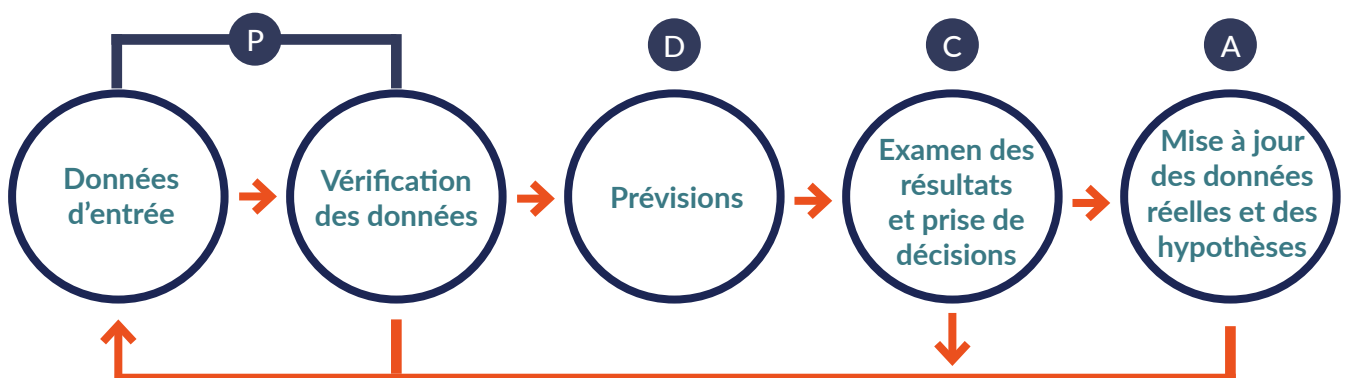 P
D
C
A
Données
d'entrée
Vérification
des données
Prévisions
Examen des
résultats
et prise de
décisions
Mise à jour
des données
réelles et des
hypothèses